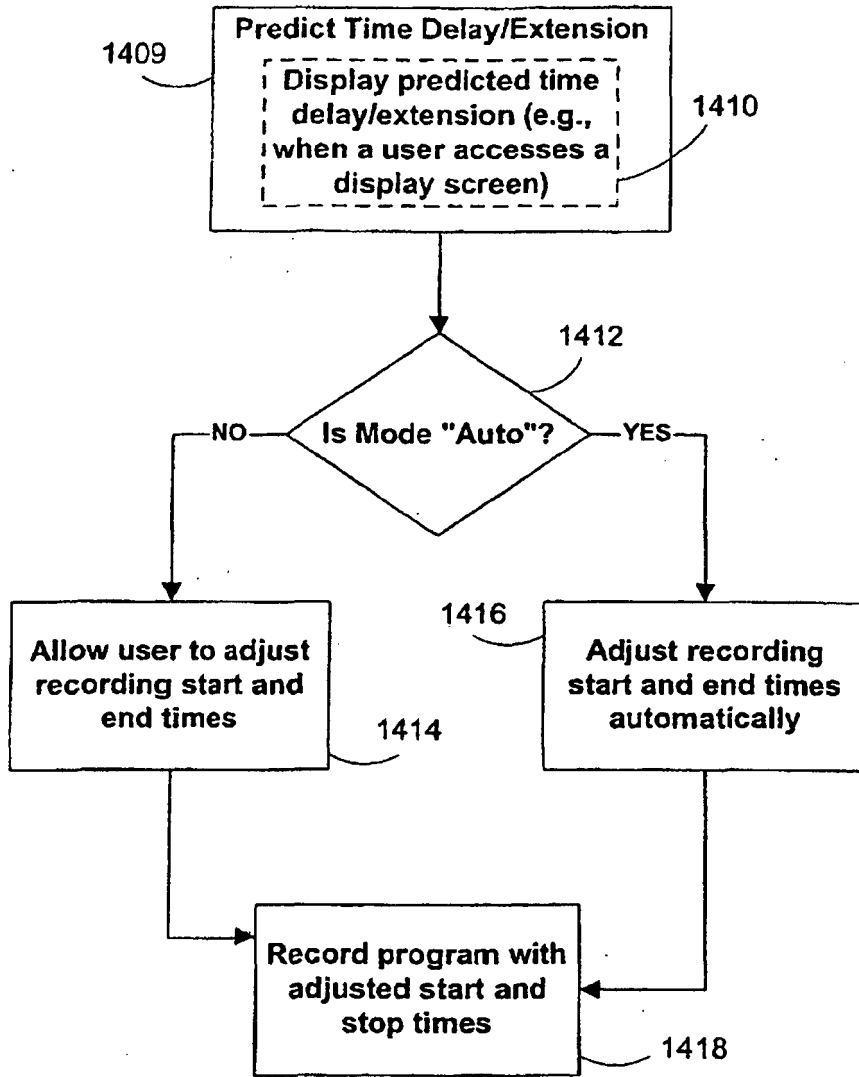 Predict Time Delay/Extension
1409
Display predicted time
delay/extension (e.g.,
when a user accesses a
display screen)
1410
1412
Is Mode "Auto"?
NO
YES
Allow user to adjust
recording start and
end times
1414
1416
Adjust recording
start and end times
automatically
Record program with
adjusted start and
stop times
1418